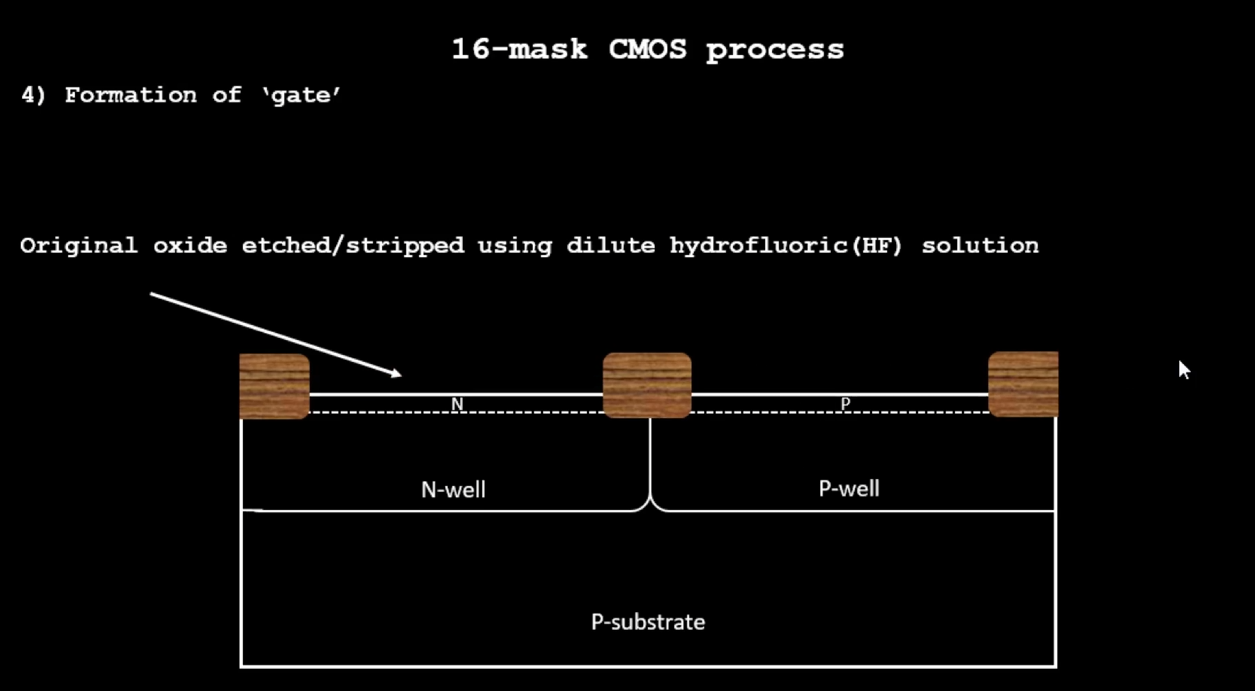 16-mask CMOS process
4) Formation of ‘gate’
Original oxide etched/stripped using dilute hydrofluoric(HF) solution
N
P
N-well
P-well
P-substrate